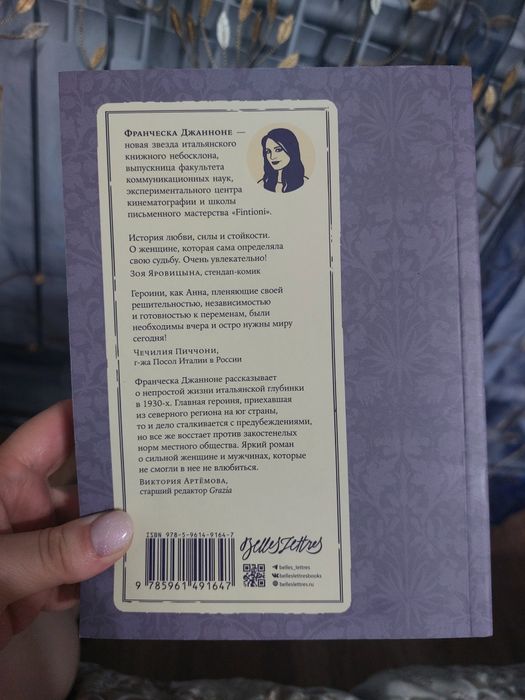 Франческа Джанноне —
новая звезда итальянского
книжного небосклона,
выпускница факультета
коммуникационных наук,
экспериментального центра
кинематографии и школы
письменного мастерства «Fintioni».
История любви, силы и стойкости.
О женщине, которая сама определяла
свою судьбу. Очень увлекательно!
Зоя Яровицына, стендап-комик
Героини, как Анна, пленяющие своей
решительностью, независимостью
и готовностью к переменам, были
необходимы вчера и остро нужны миру
сегодня!
Чечилия Пиччони,
г-жа Посол Италии в России
Франческа Джанноне рассказывает
о непростой жизни итальянской глубинки
в 1930-х. Главная героиня, приехавшая
из северного региона на юг страны,
то и дело сталкивается с предубеждениями,
но все же восстает против закостенелых
норм местного общества. Яркий роман
о сильной женщине и мужчинах, которые
не смогли в нее не влюбиться.
Виктория Артёмова,
старший редактор Grazia
ISBN 978-5-9614-9164-7
9 785961 491647
Belles Lettres
belles_lettres
belleslettresbooks
belleslettres.ru